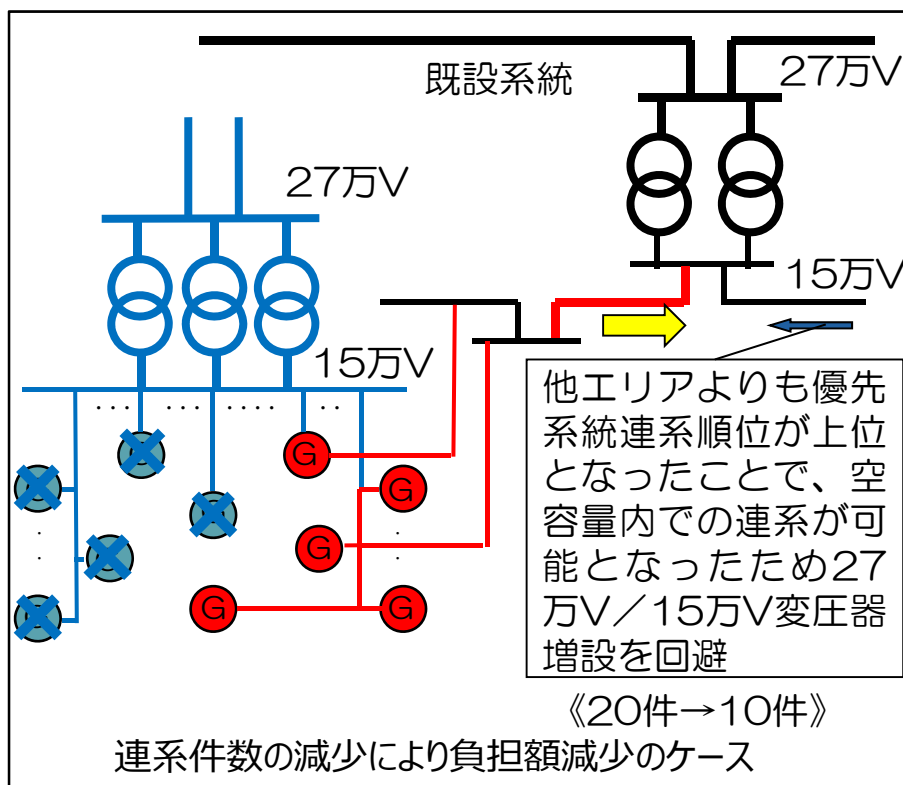 既設系統
27万V
27万V
15万V
15万V
G
G
G
G
G
他エリアよりも優先
系統連系順位が上位
となったことで、空
容量内での連系が可
能となったため27
万V／15万V変圧器
増設を回避
《20件→10件》
連系件数の減少により負担額減少のケース